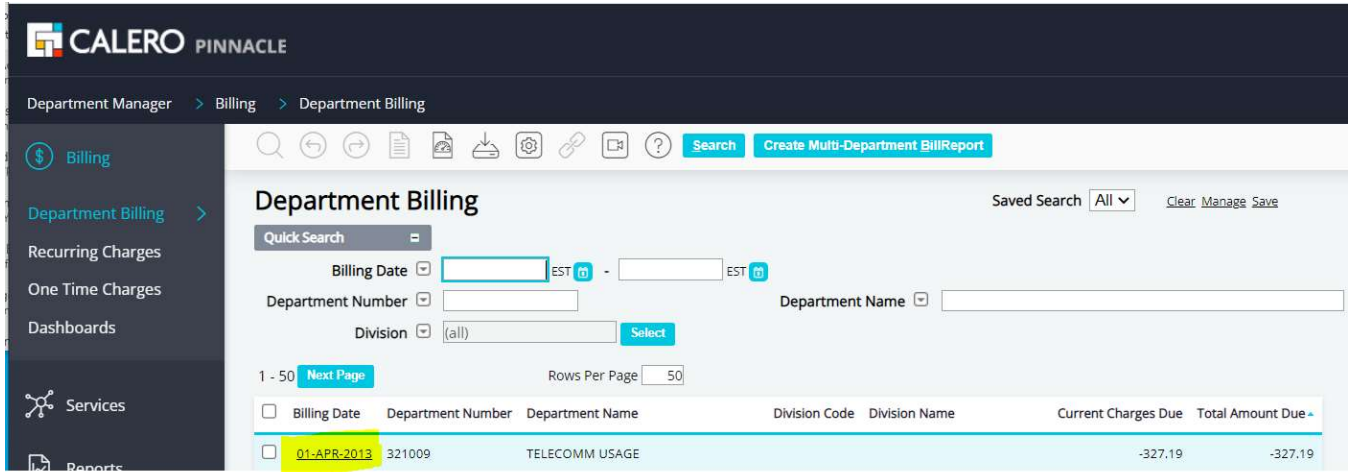 CALERO PINNACLE
Department Manager > Billing > Department Billing
Billing
Search
Create Multi-Department BillReport
Department Billing
Recurring Charges
One Time Charges
Dashboards
Services
Reports
Department Billing
Saved Search All Clear Manage Save
Quick Search
Billing Date EST - EST
Department Number Department Name
Division (all) Select
1 - 50 Next Page Rows Per Page 50
Billing Date Department Number Department Name Division Code Division Name Current Charges Due Total Amount Due
01-APR-2013 321009 TELECOMM USAGE -327.19 -327.19